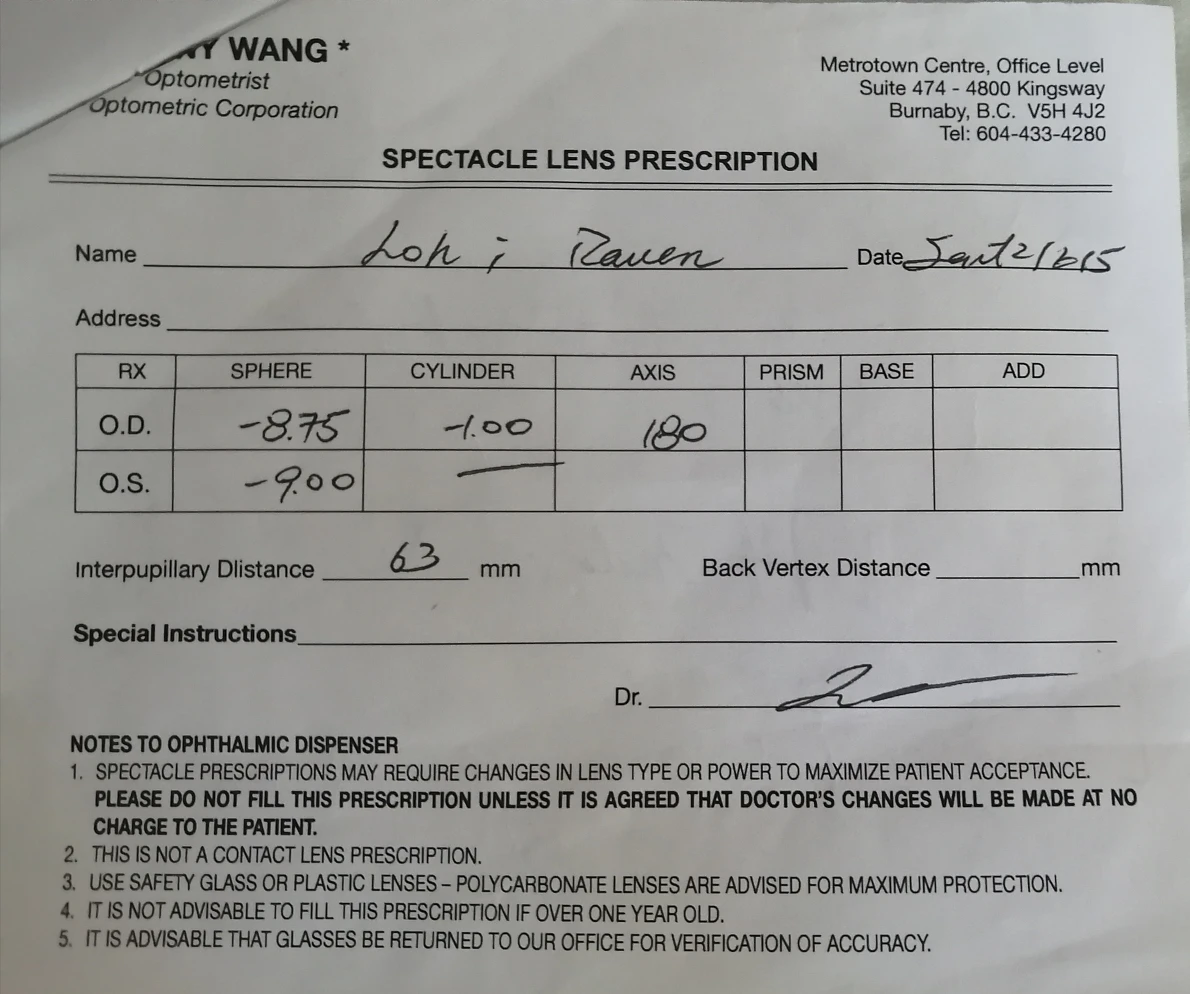 WANG *
Optometrist
Optometric Corporation
Metrotown Centre, Office Level
Suite 474 - 4800 Kingsway
Burnaby, B.C. V5H 4J2
Tel: 604-433-4280
SPECTACLE LENS PRESCRIPTION
Name Loh ; Raven Date
Address
RX SPHERE CYLINDER AXIS PRISM BASE ADD
O.D. -8.75 -1.00 180
O.S. -9.00 —
Interpupillary DIistance 63 mm Back Vertex Distance mm
Special Instructions
Dr.
NOTES TO OPHTHALMIC DISPENSER
1. SPECTACLE PRESCRIPTIONS MAY REQUIRE CHANGES IN LENS TYPE OR POWER TO MAXIMIZE PATIENT ACCEPTANCE.
PLEASE DO NOT FILL THIS PRESCRIPTION UNLESS IT IS AGREED THAT DOCTOR'S CHANGES WILL BE MADE AT NO
CHARGE TO THE PATIENT.
2. THIS IS NOT A CONTACT LENS PRESCRIPTION.
3. USE SAFETY GLASS OR PLASTIC LENSES – POLYCARBONATE LENSES ARE ADVISED FOR MAXIMUM PROTECTION.
4. IT IS NOT ADVISABLE TO FILL THIS PRESCRIPTION IF OVER ONE YEAR OLD.
5. IT IS ADVISABLE THAT GLASSES BE RETURNED TO OUR OFFICE FOR VERIFICATION OF ACCURACY.